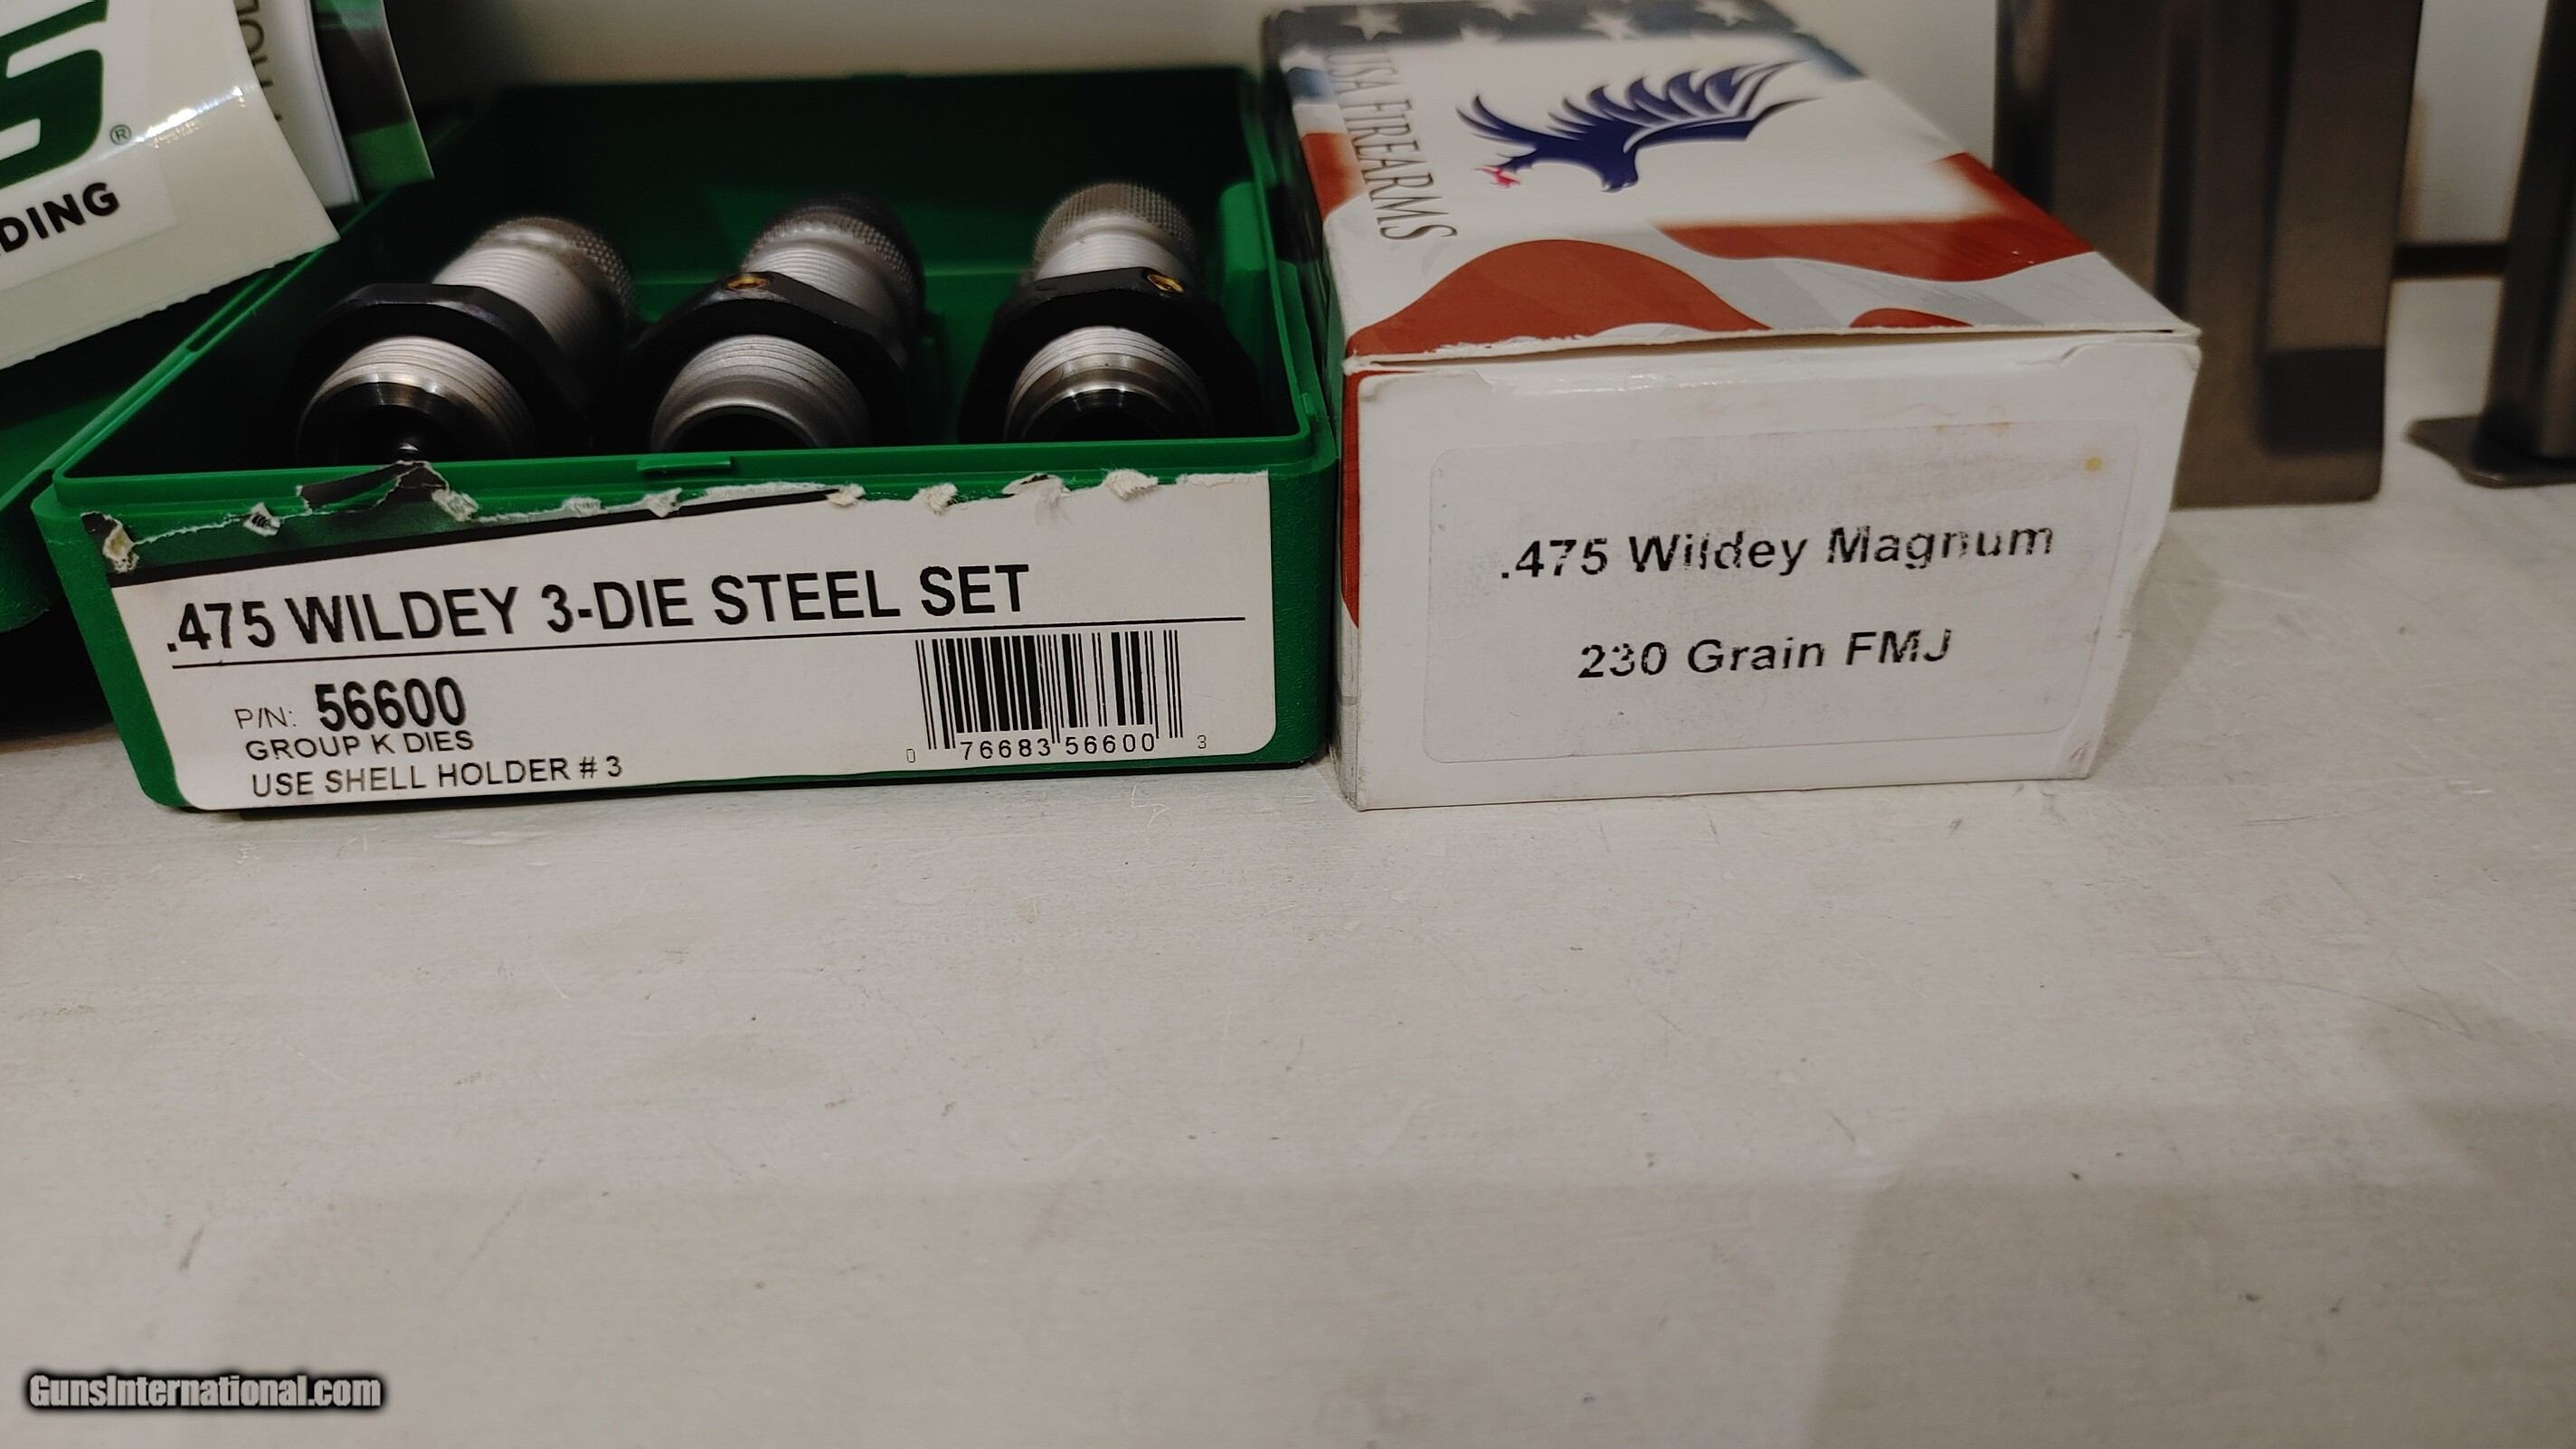 S®
DING
USA FIREARMS
.475 WILDEY 3-DIE STEEL SET
P/N: 56600
GROUP K DIES
USE SHELL HOLDER # 3
0 76683 56600 3
.475 Wildey Magnum
230 Grain FMJ
GunsInternational.com